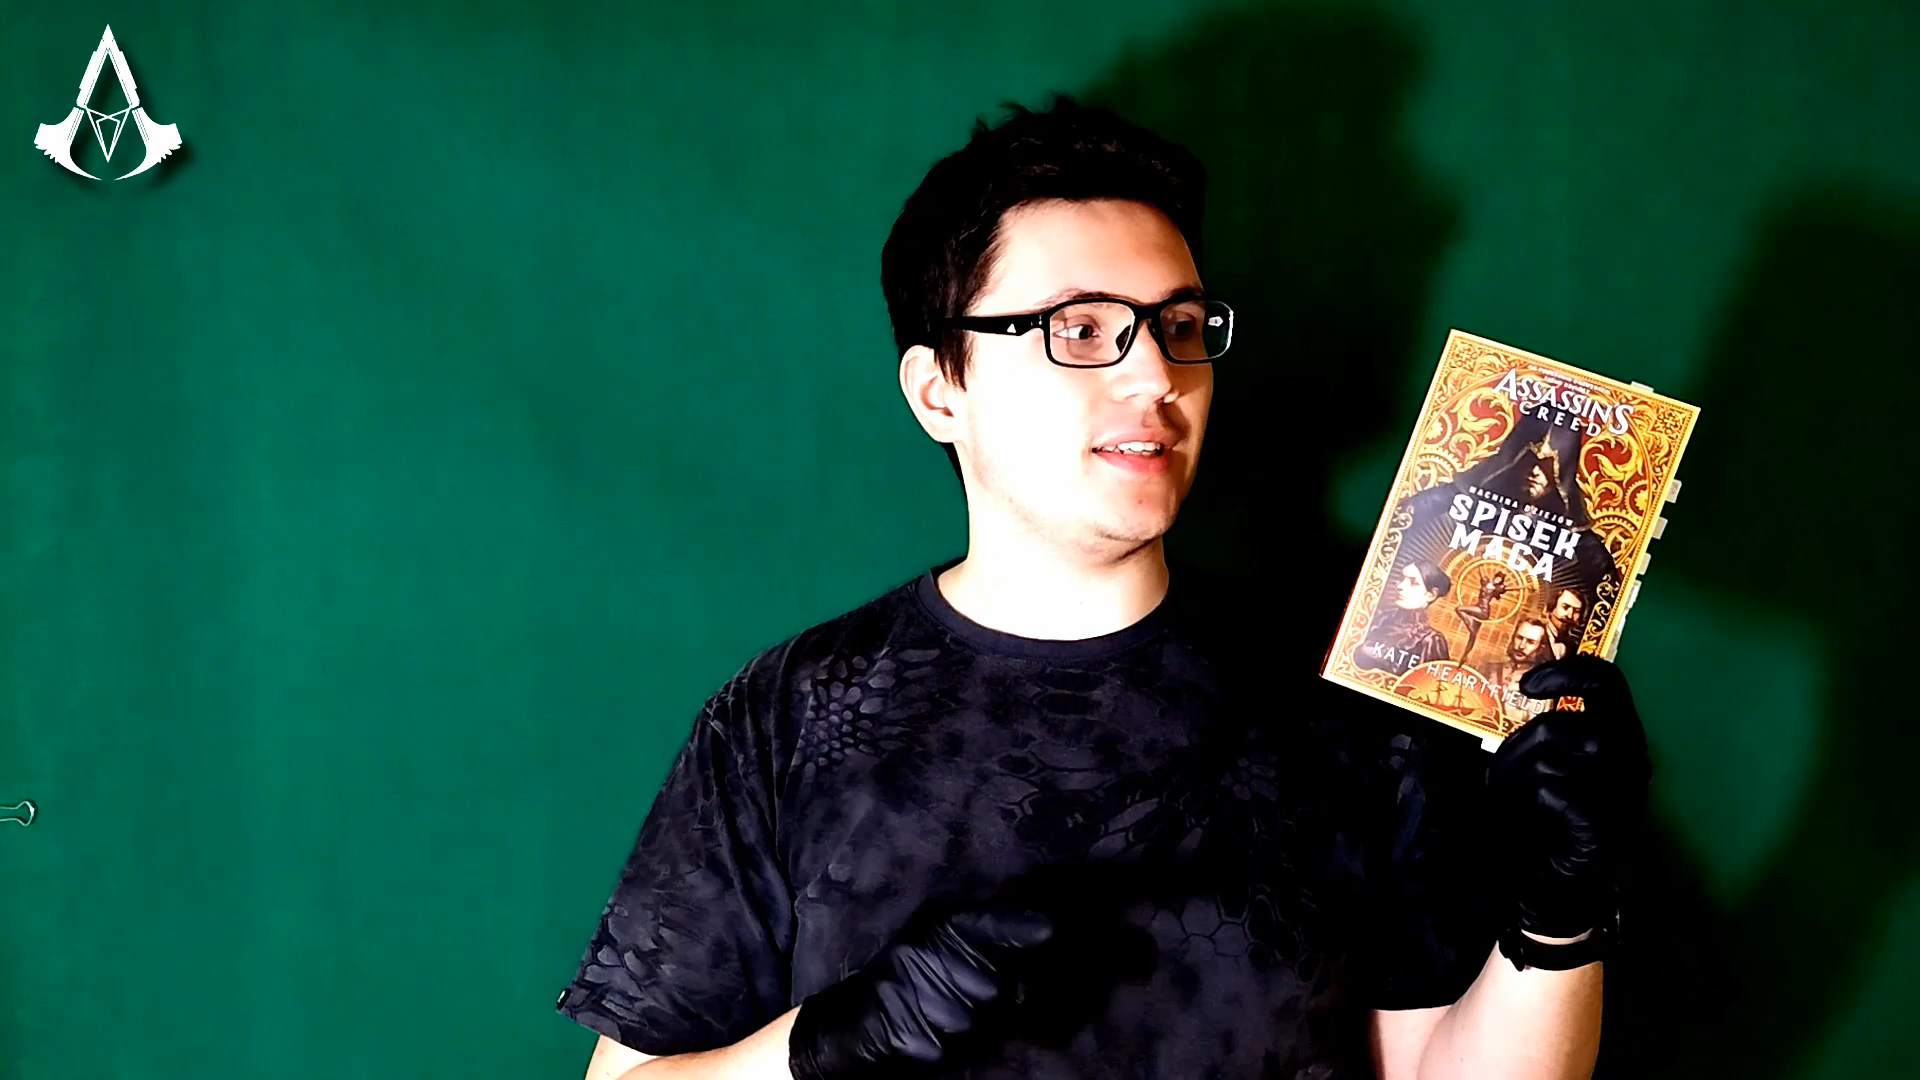 ASSASSIN'S
CREED
MACHINA DZIEJÓW
SPISEK
MAGA
KATE HEARTFIELD